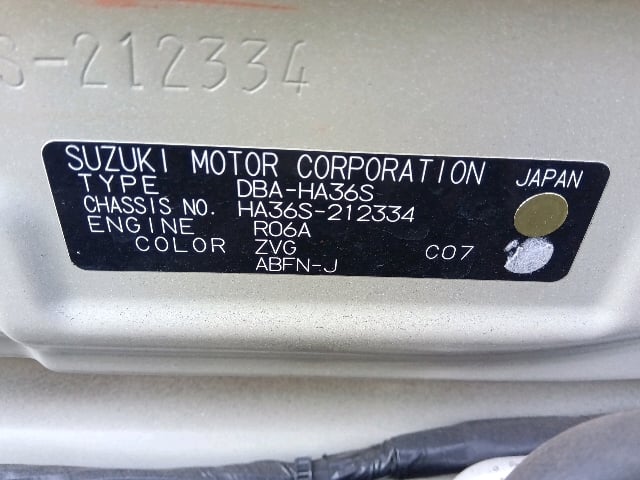 S-212334
SUZUKI MOTOR CORPORATION JAPAN
TYPE DBA-HA36S
CHASSIS NO. HA36S-212334
ENGINE R06A
COLOR ZVG C07
ABFN-J